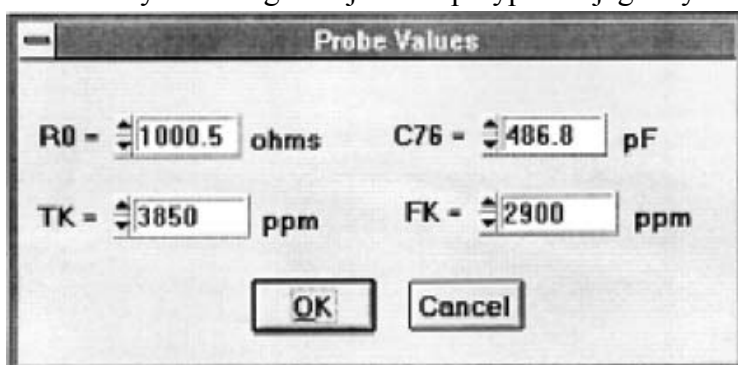 Probe Values
R0 = 1000.5 ohms C76 = 486.8 pF
TK = 3850 ppm FK = 2900 ppm
OK Cancel